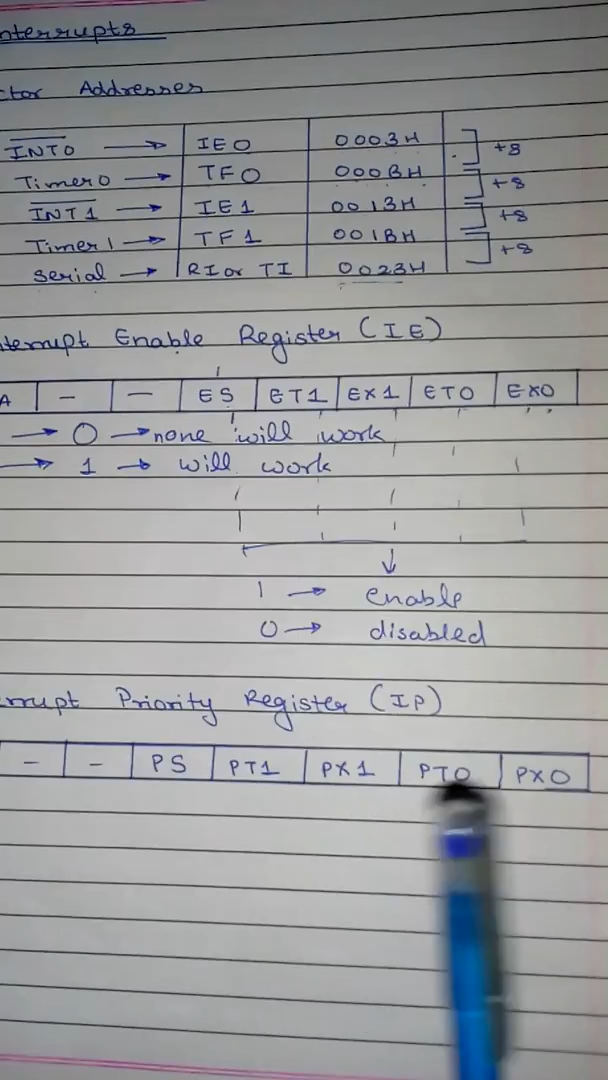 nterrupts
ctor Addresses
INT0 → IE0 0003H
Timer0 → TF0 000BH +8
INT1 → IE1 0013H +8
Timer1 → TF1 001BH +8
Serial → RI or TI 0023H +8
nterrupt Enable Register (IE)
A - - ES ET1 EX1 ET0 EX0
→ 0 → none will work
→ 1 → will work
1 → enable
0 → disabled
rrupt Priority Register (IP)
- - PS PT1 PX1 PT0 PX0